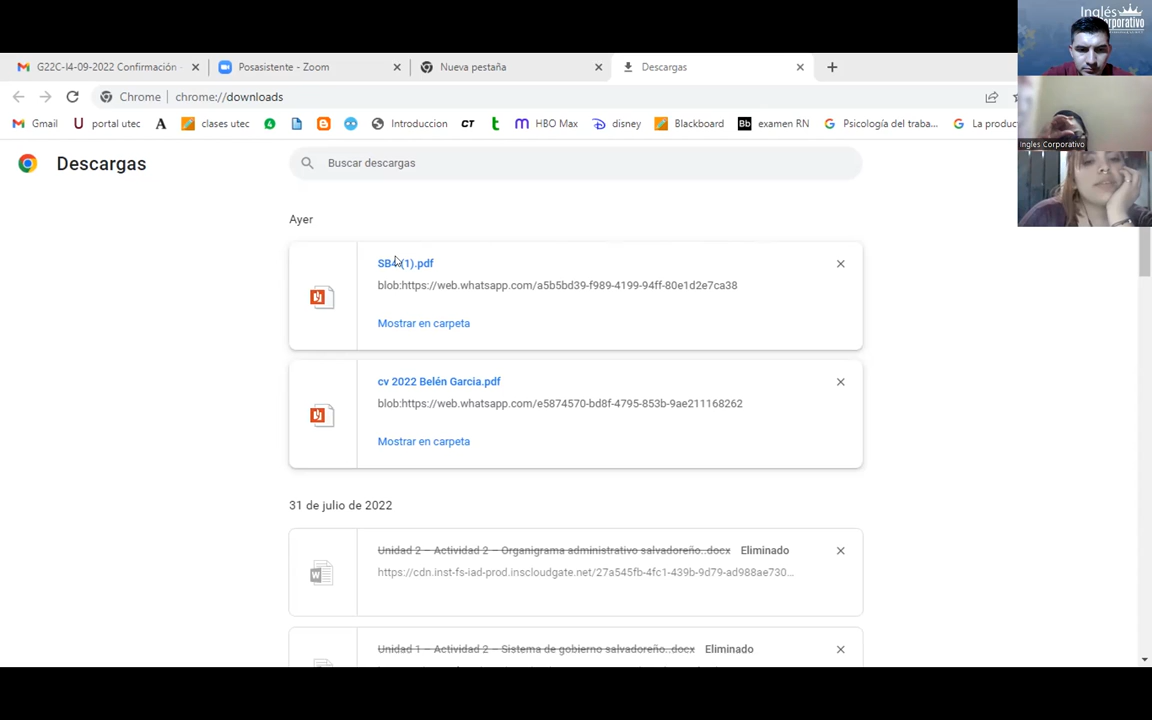 Inglés
Corporativo
G22C-I4-09-2022 Confirmación
Posasistente - Zoom
Nueva pestaña
Descargas
Chrome
chrome://downloads
Gmail
portal utec
A
clases utec
Introduccion
CT
HBO Max
disney
Blackboard
Bb examen RN
Psicología del traba...
La produc
Ingles Corporativo
Descargas
Buscar descargas
Ayer
blob:https://web.whatsapp.com/a5b5bd39-f989-4199-94ff-80e1d2e7ca38
Mostrar en carpeta
cv 2022 Belén Garcia.pdf
blob:https://web.whatsapp.com/e5874570-bd8f-4795-853b-9ae211168262
Mostrar en carpeta
31 de julio de 2022
Unidad 2 – Actividad 2 – Organigrama administrativo salvadoreño..docx Eliminado
https://cdn.inst-fs-iad-prod.inscloudgate.net/27a545fb-4fc1-439b-9d79-ad988ae730...
Unidad 1 – Actividad 2 – Sistema de gobierno salvadoreño..docx Eliminado